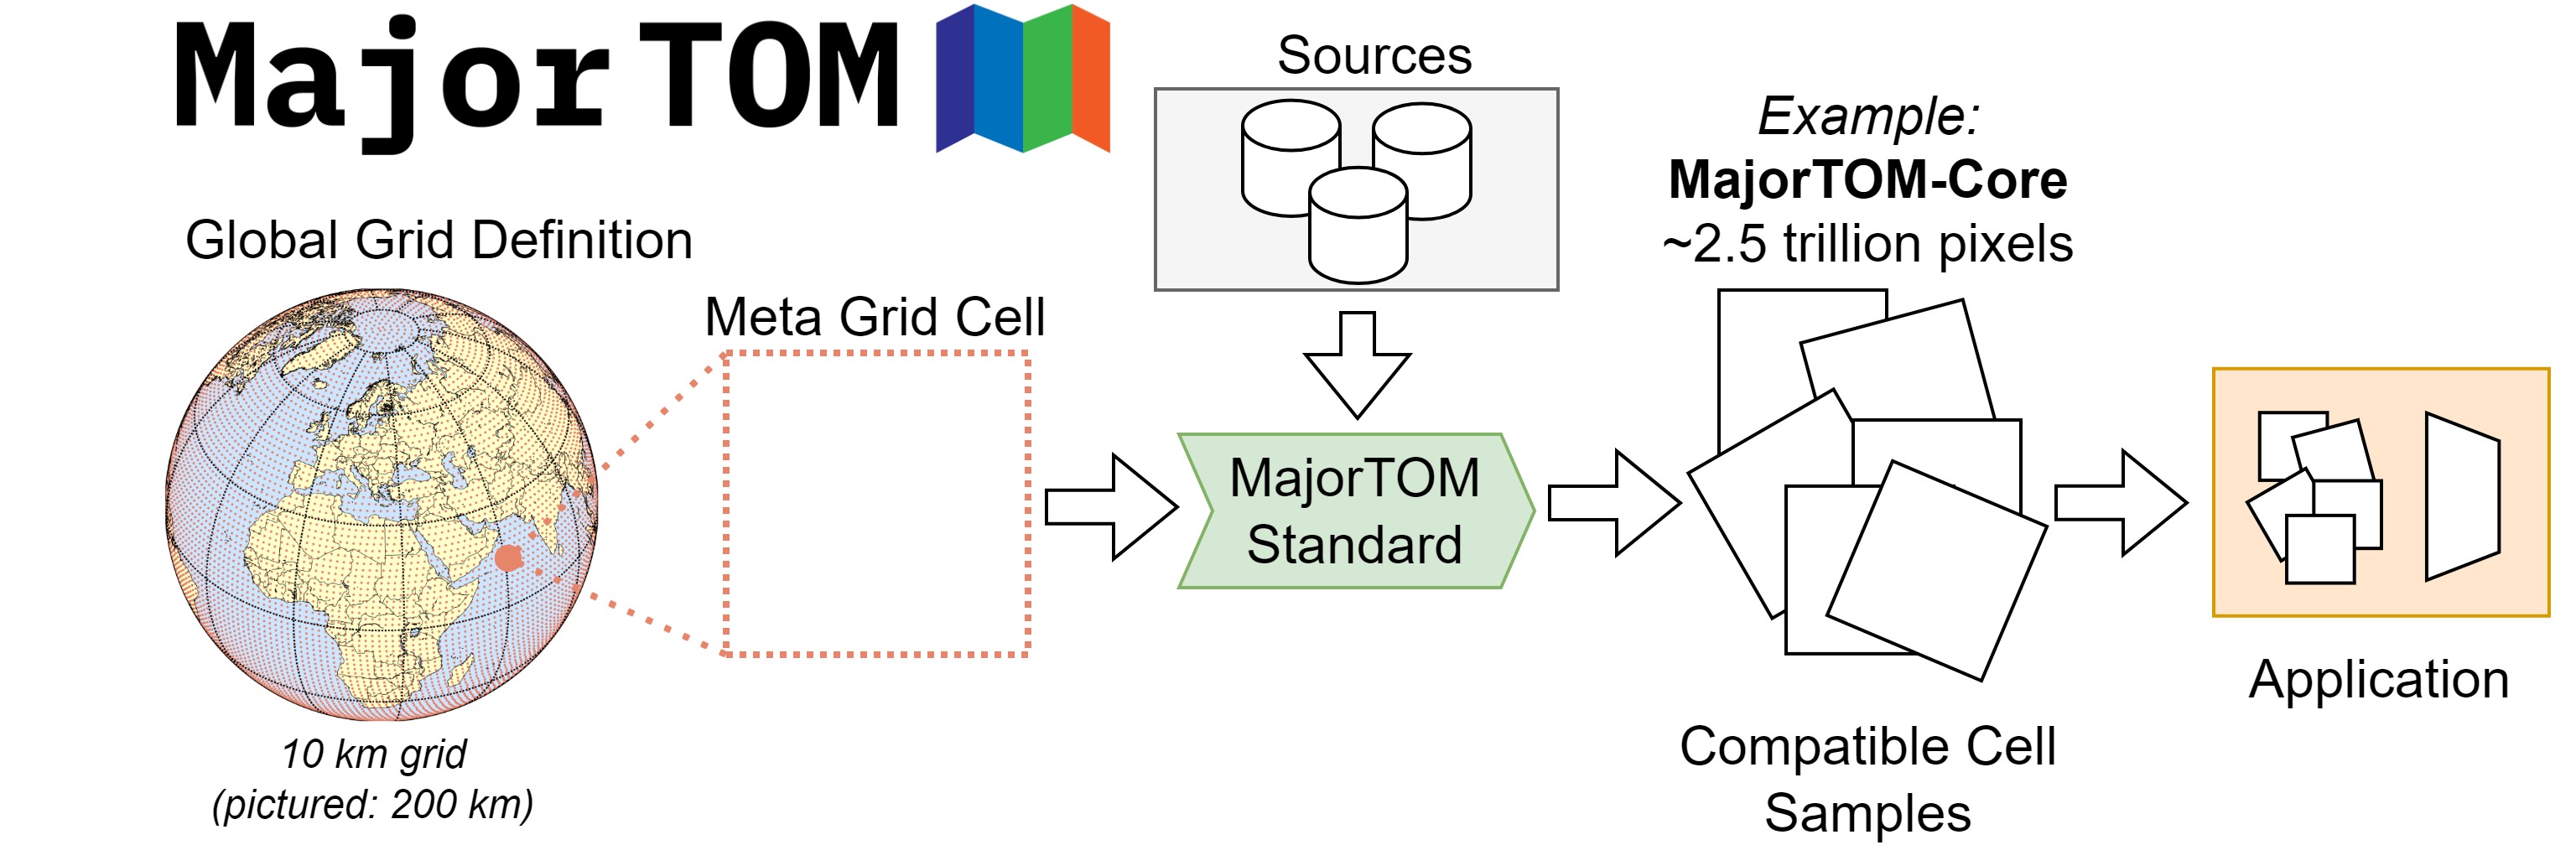 Major TOM
Global Grid Definition
10 km grid
(pictured: 200 km)
Meta Grid Cell
Sources
MajorTOM
Standard
Example:
MajorTOM-Core
~2.5 trillion pixels
Compatible Cell
Samples
Application